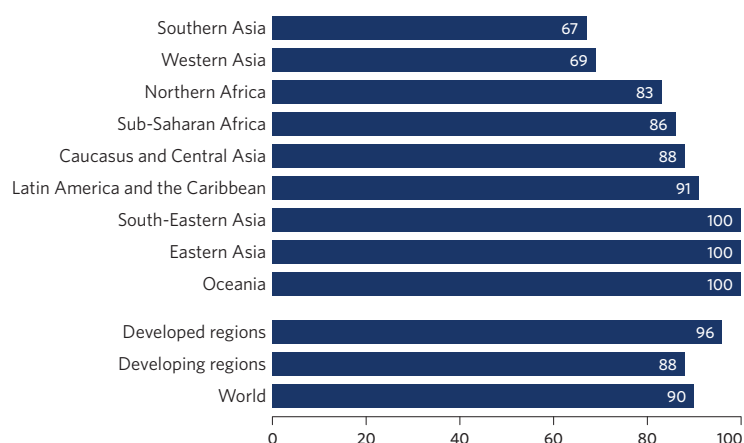 Southern Asia 67
Western Asia 69
Northern Africa 83
Sub-Saharan Africa 86
Caucasus and Central Asia 88
Latin America and the Caribbean 91
South-Eastern Asia 100
Eastern Asia 100
Oceania 100
Developed regions 96
Developing regions 88
World 90
0 20 40 60 80 100